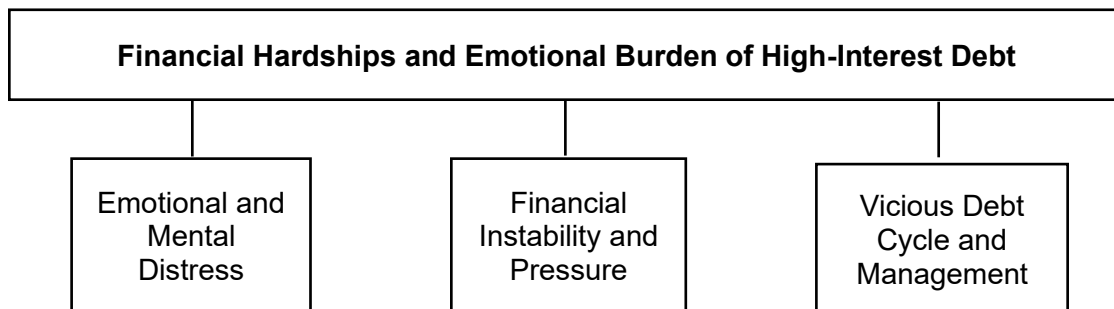 Financial Hardships and Emotional Burden of High-Interest Debt
Emotional and
Mental
Distress
Financial
Instability and
Pressure
Vicious Debt
Cycle and
Management